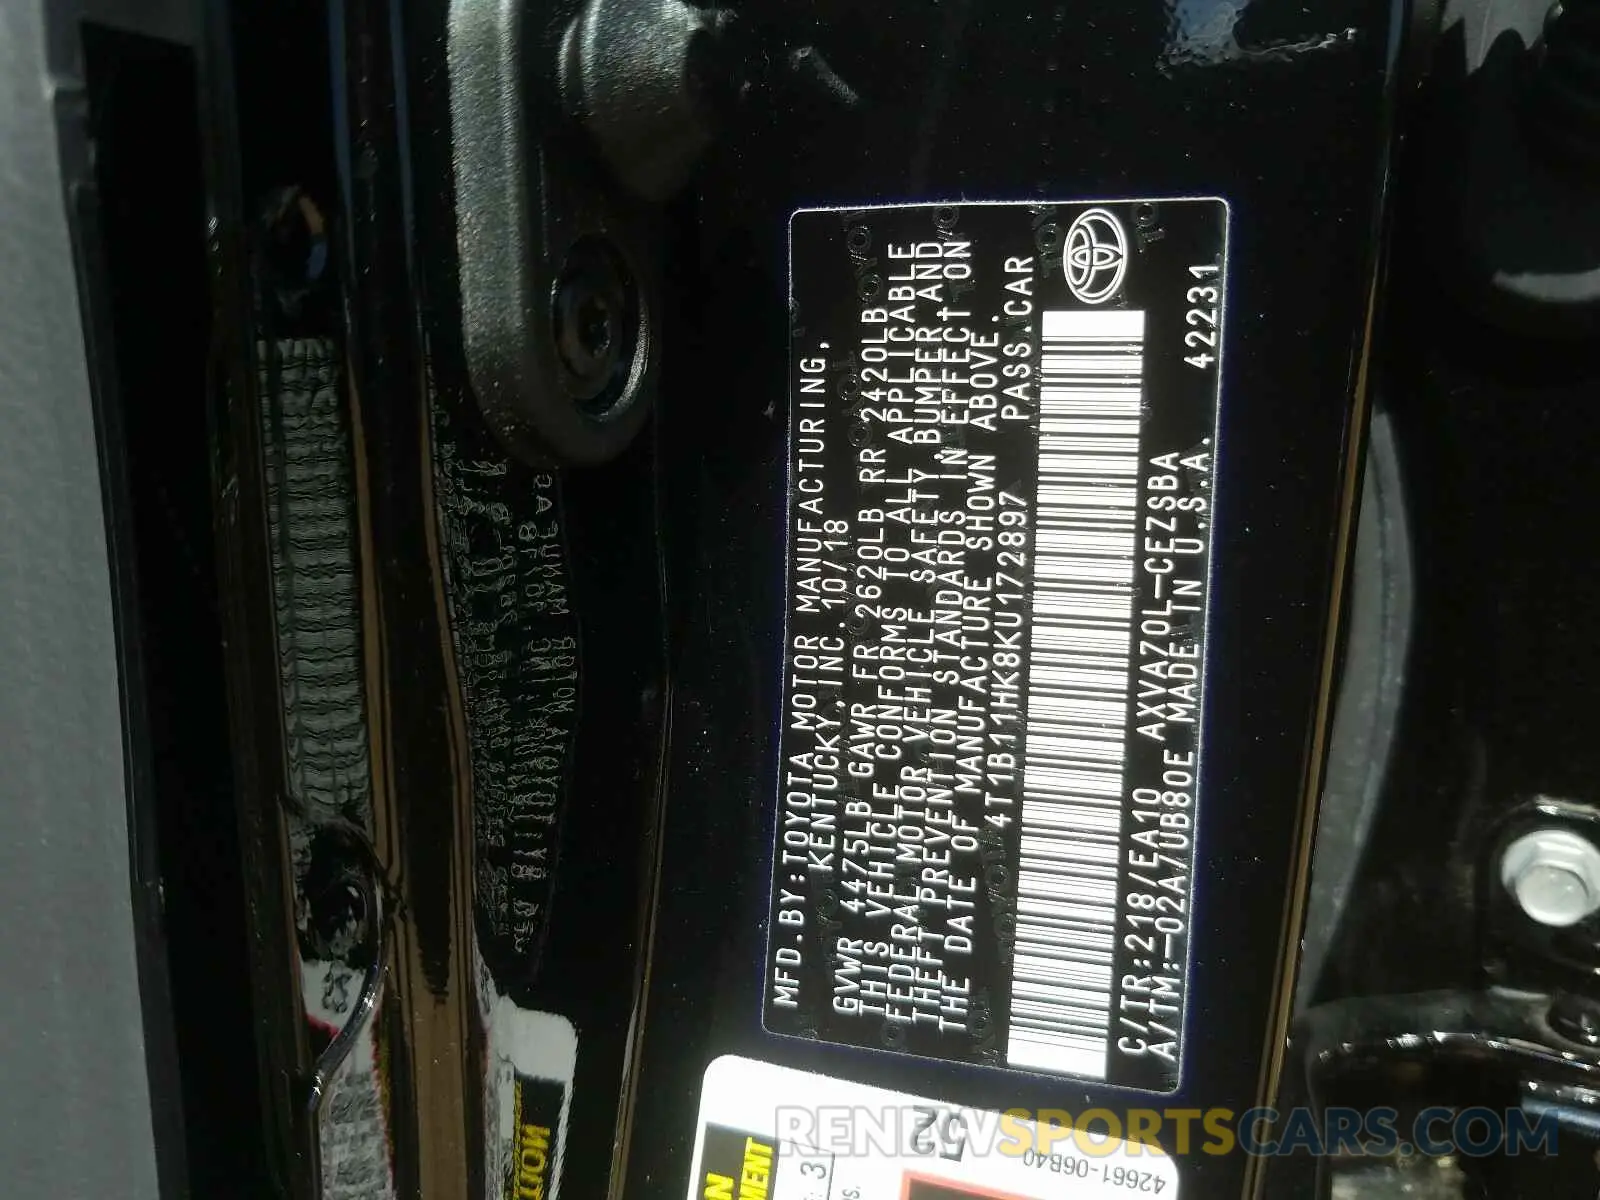 MFD.BY:TOYOTA MOTOR MANUFACTURING,
KENTUCKY, INC. 10/18
GVWR 4475LB GAWR FR 2620LB RR 2420LB
THIS VEHICLE CONFORMS TO ALL APPLICABLE
FEDERAL MOTOR VEHICLE SAFETY, BUMPER, AND
THEFT PREVENTION STANDARDS IN EFFECT ON
THE DATE OF MANUFACTURE SHOWN ABOVE.
4T1B11HK8KU172897 PASS.CAR
C/TR:218/EA10 AXVA70L-CEZSBA
A/TM:-02A/UB80E MADE IN U.S.A. 42231
52
42661-06B40
3
RENEWSPORTSCARS.COM